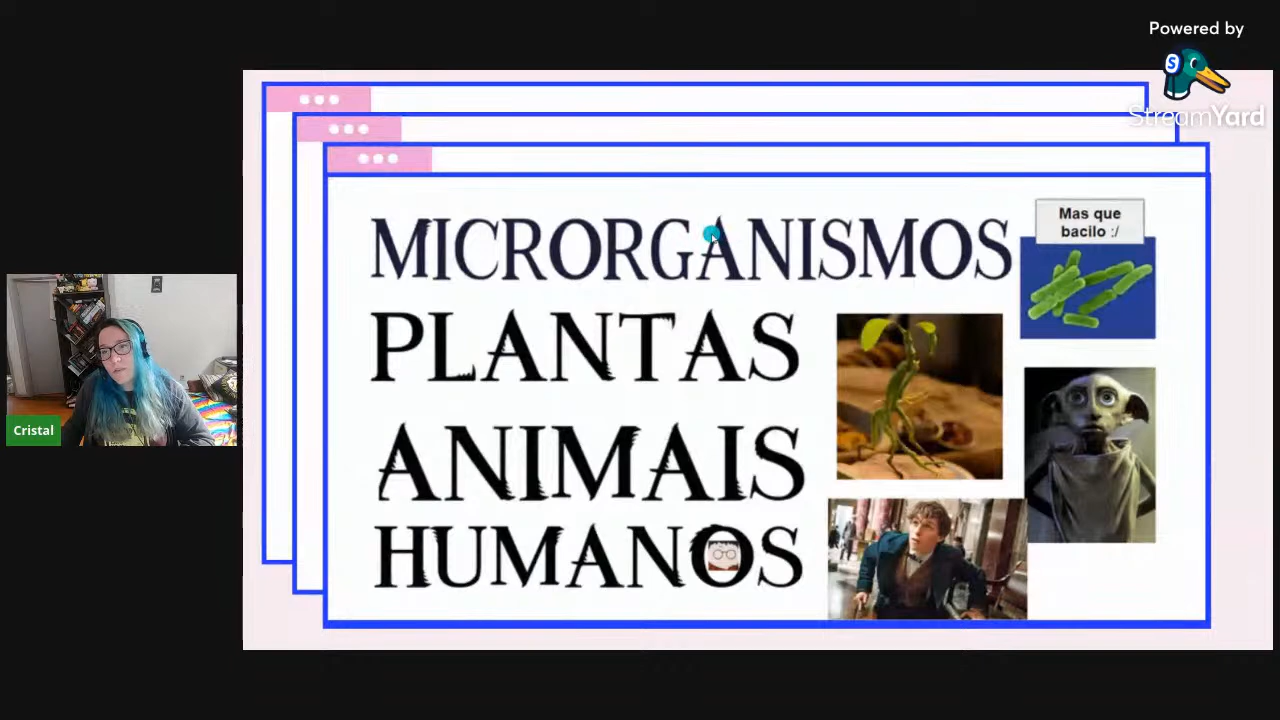 Powered by
StreamYard
MICRORGANISMOS
Mas que
bacilo :/
PLANTAS
ANIMAIS
HUMANOS
Cristal